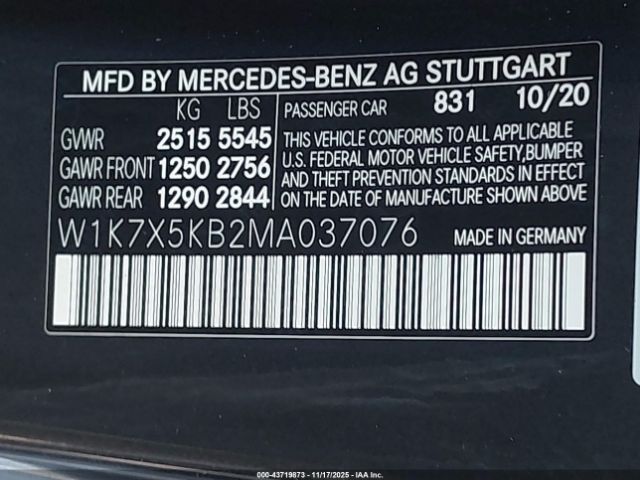 MFD BY MERCEDES-BENZ AG STUTTGART
KG LBS
GVWR 2515 5545
GAWR FRONT 1250 2756
GAWR REAR 1290 2844
PASSENGER CAR 831 10/20
THIS VEHICLE CONFORMS TO ALL APPLICABLE
U.S. FEDERAL MOTOR VEHICLE SAFETY,BUMPER
AND THEFT PREVENTION STANDARDS IN EFFECT
ON THE DATE OF MANUFACTURE SHOWN ABOVE
W1K7X5KB2MA037076 MADE IN GERMANY
000-43719873 - 11/17/2025 - IAA Inc.